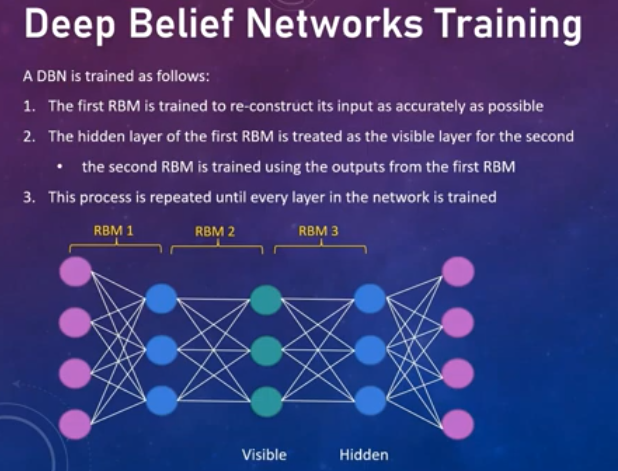 Deep Belief Networks Training
A DBN is trained as follows:
1. The first RBM is trained to re-construct its input as accurately as possible
2. The hidden layer of the first RBM is treated as the visible layer for the second
• the second RBM is trained using the outputs from the first RBM
3. This process is repeated until every layer in the network is trained
RBM 1 RBM 2 RBM 3
Visible Hidden